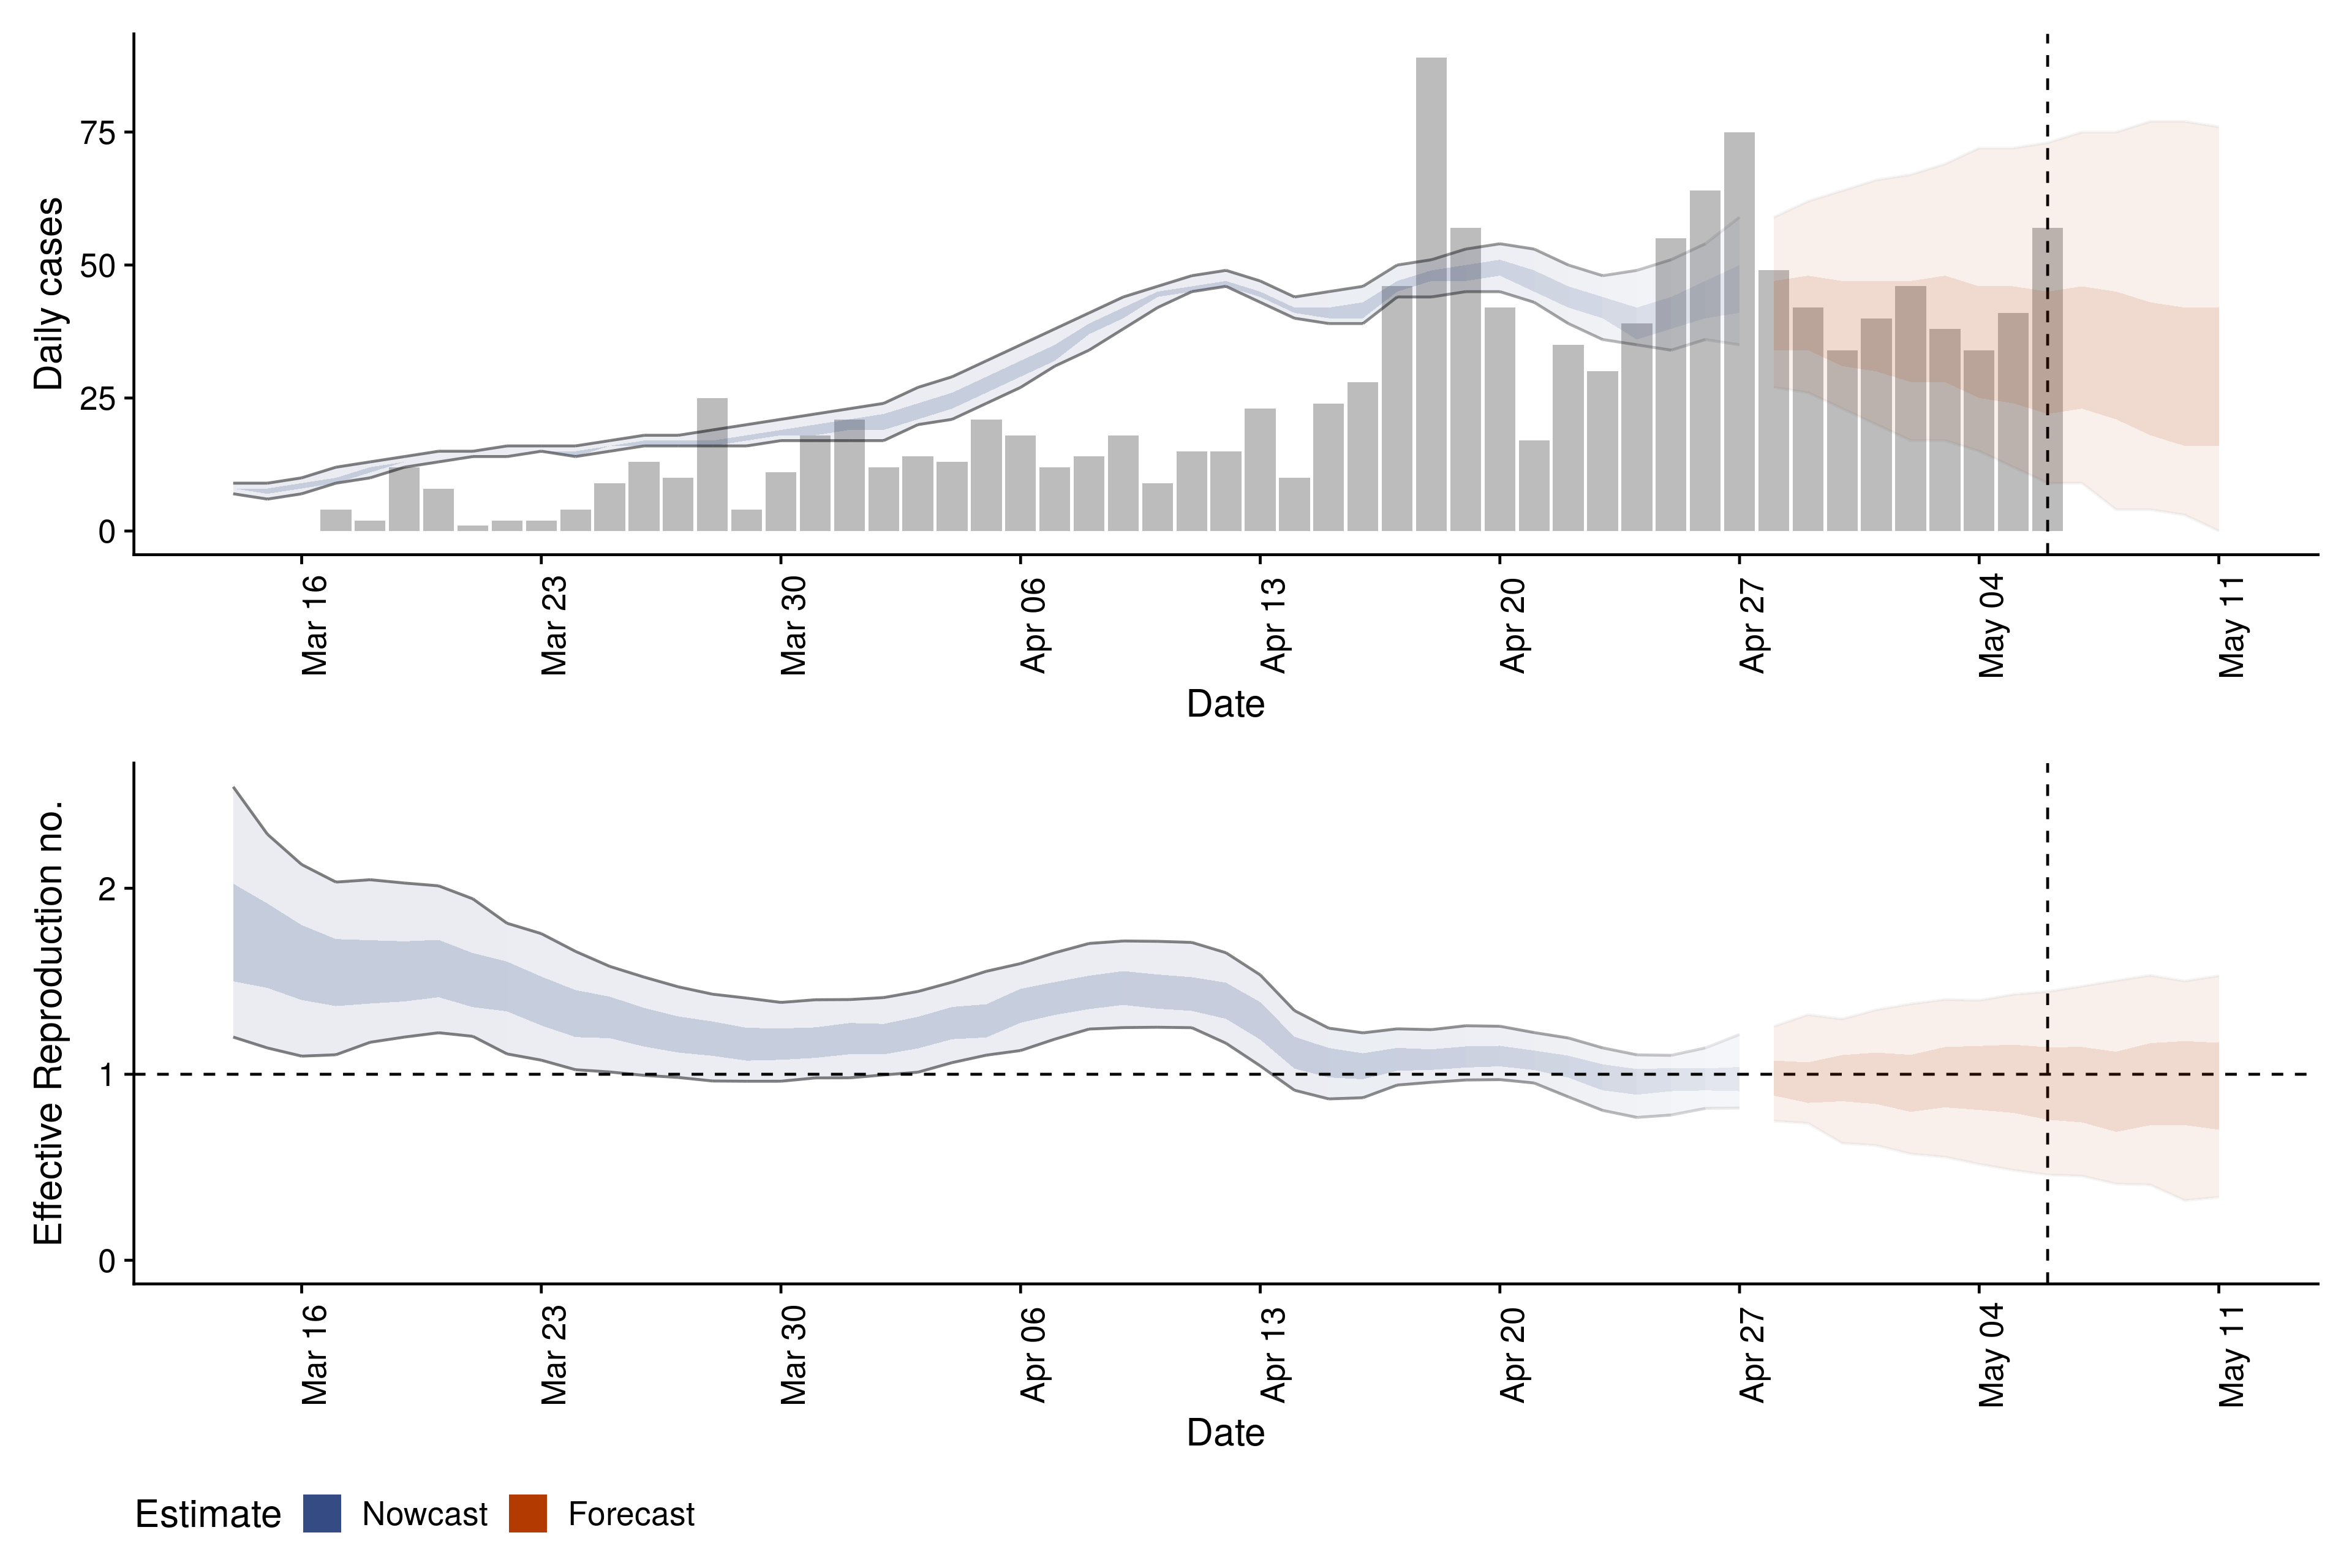 Daily cases
75
50
25
0
Mar 16
Mar 23
Mar 30
Apr 06
Apr 13
Apr 20
Apr 27
May 04
May 11
Date
Effective Reproduction no.
2
1
0
Mar 16
Mar 23
Mar 30
Apr 06
Apr 13
Apr 20
Apr 27
May 04
May 11
Date
Estimate Nowcast Forecast